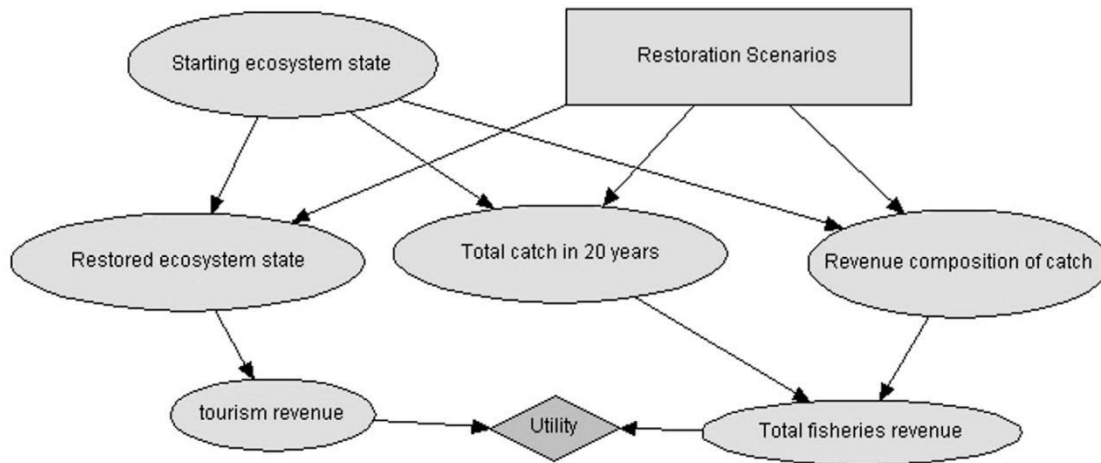 Starting ecosystem state
Restoration Scenarios
Restored ecosystem state
Total catch in 20 years
Revenue composition of catch
tourism revenue
Utility
Total fisheries revenue